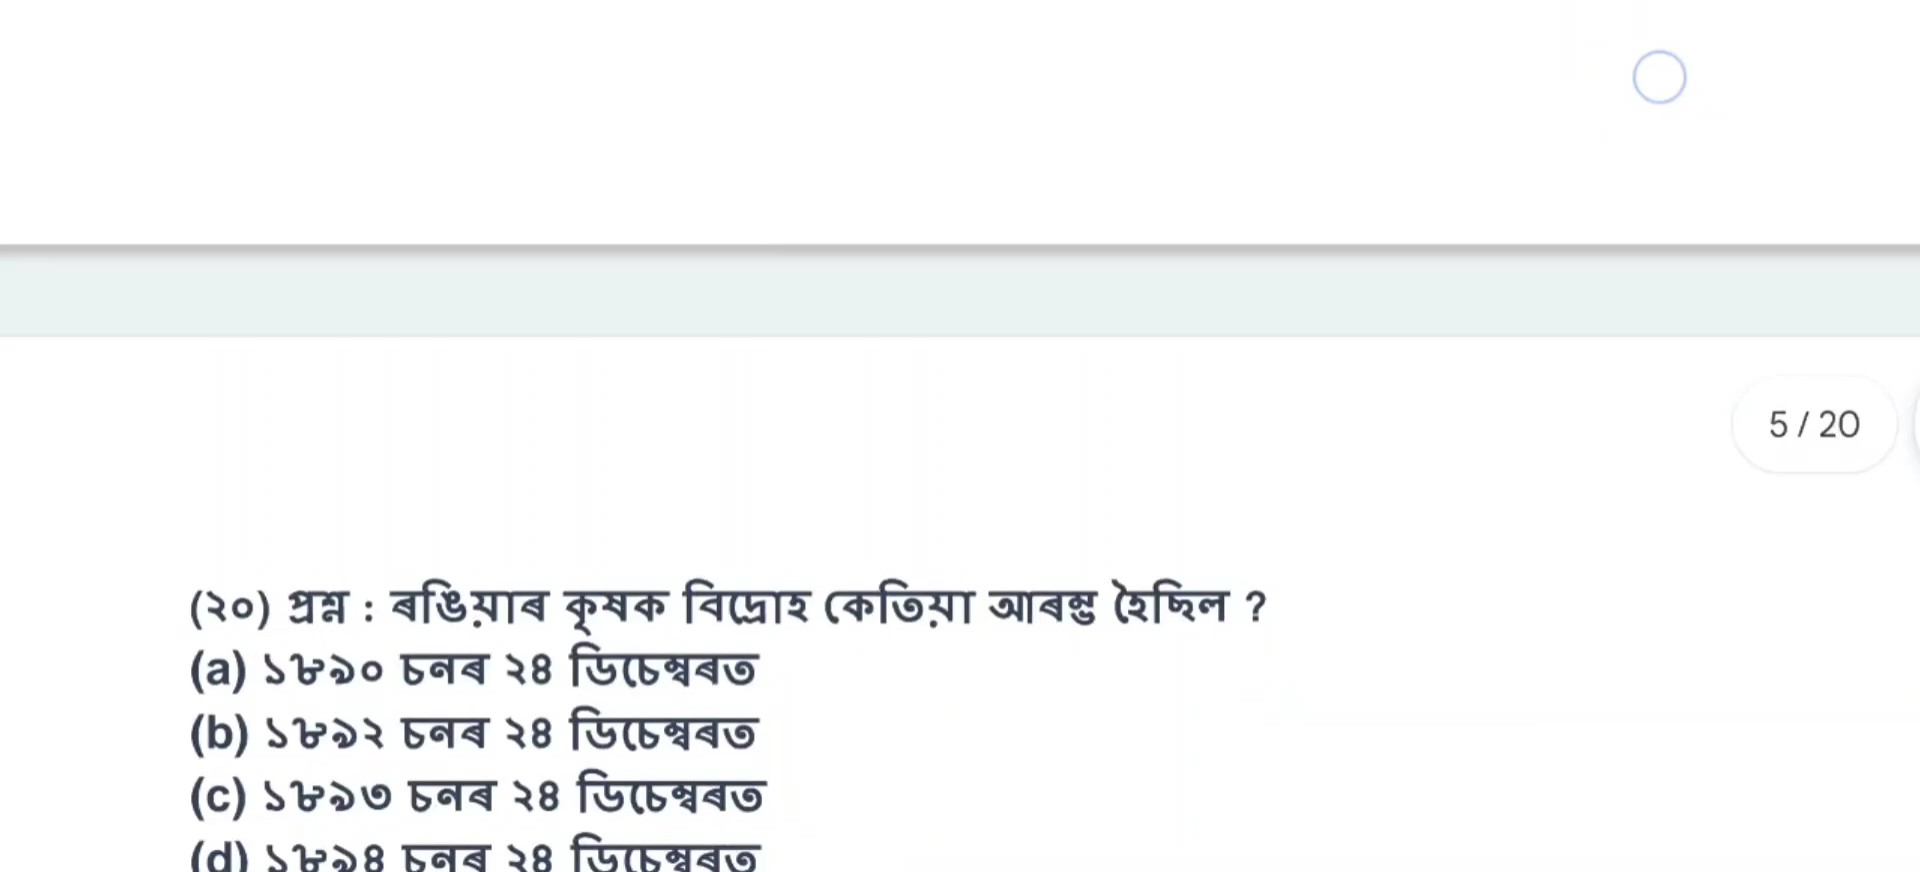 5 / 20
(২০) প্ৰশ্ন : ৰঙিয়াৰ কৃষক বিদ্ৰোহ কেতিয়া আৰম্ভ হৈছিল ?
(a) ১৮৯০ চনৰ ২৪ ডিচেম্বৰত
(b) ১৮৯২ চনৰ ২৪ ডিচেম্বৰত
(c) ১৮৯৩ চনৰ ২৪ ডিচেম্বৰত
(d) ১৮৯৪ চনৰ ২৪ ডিচেম্বৰত